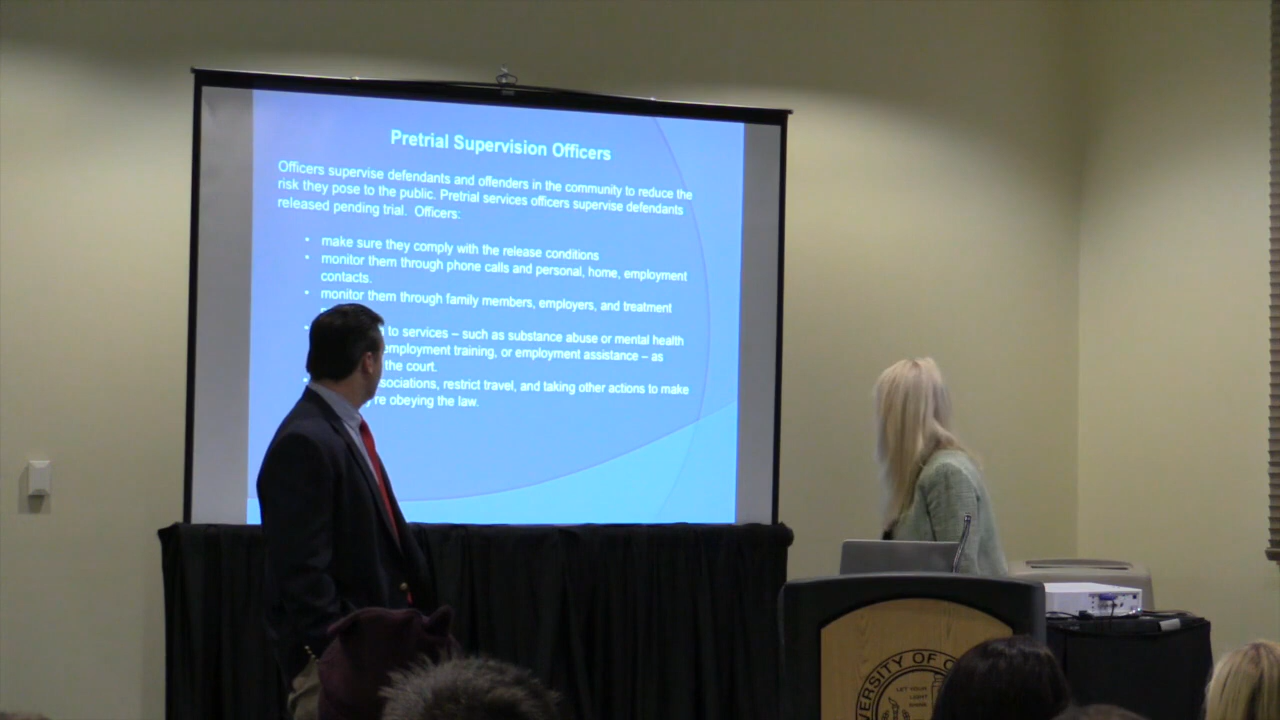 Pretrial Supervision Officers
Officers supervise defendants and offenders in the community to reduce the
risk they pose to the public. Pretrial services officers supervise defendants
released pending trial. Officers:
• make sure they comply with the release conditions
• monitor them through phone calls and personal, home, employment
contacts.
• monitor them through family members, employers, and treatment
to services – such as substance abuse or mental health
employment training, or employment assistance – as
the court.
restrict travel, and taking other actions to make
obeying the law.
UNIVERSITY OF
LET YOUR
LIGHT
SHINE